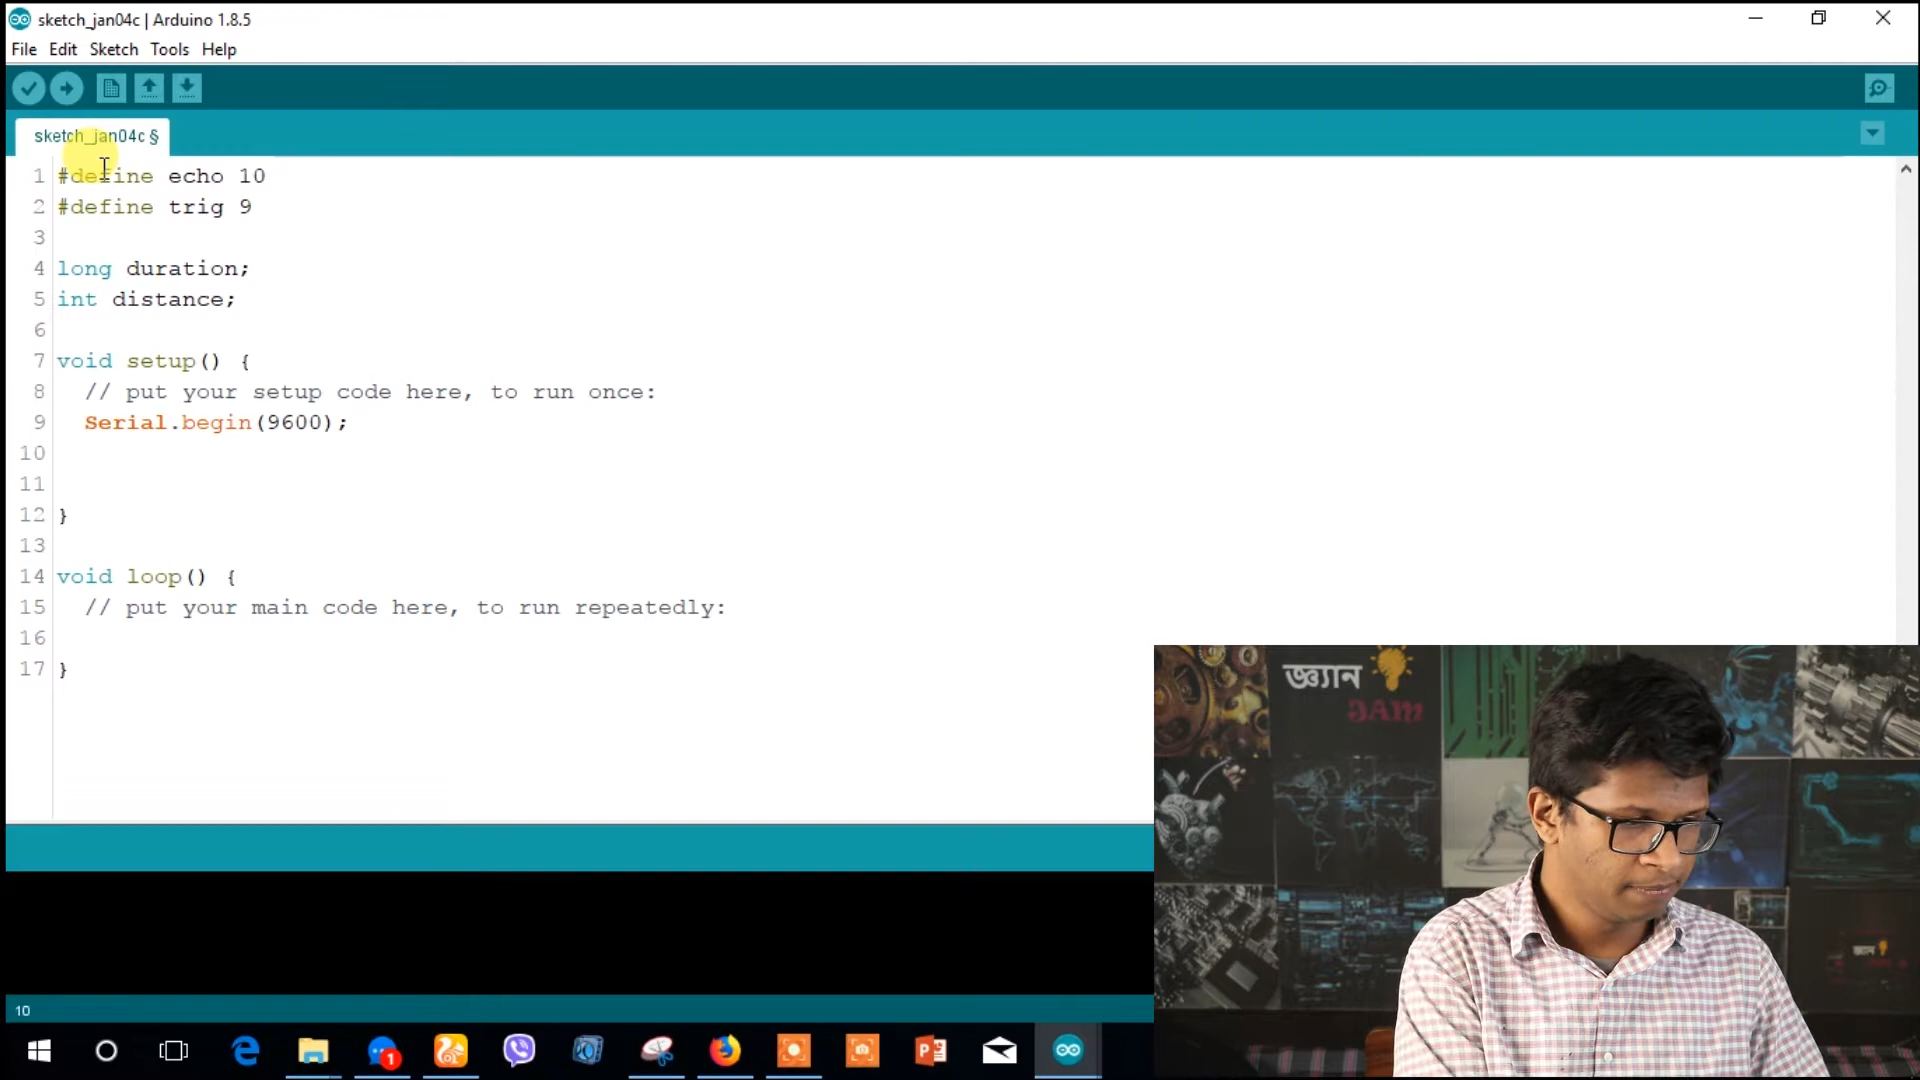 sketch_jan04c | Arduino 1.8.5
File Edit Sketch Tools Help
sketch_jan04c §
1 #define echo 10
2 #define trig 9
3
4 long duration;
5 int distance;
6
7 void setup() {
8 // put your setup code here, to run once:
9 Serial.begin(9600);
10
11
12 }
13
14 void loop() {
15 // put your main code here, to run repeatedly:
16
17 }
জ্ঞ্যান
JAM
10
1